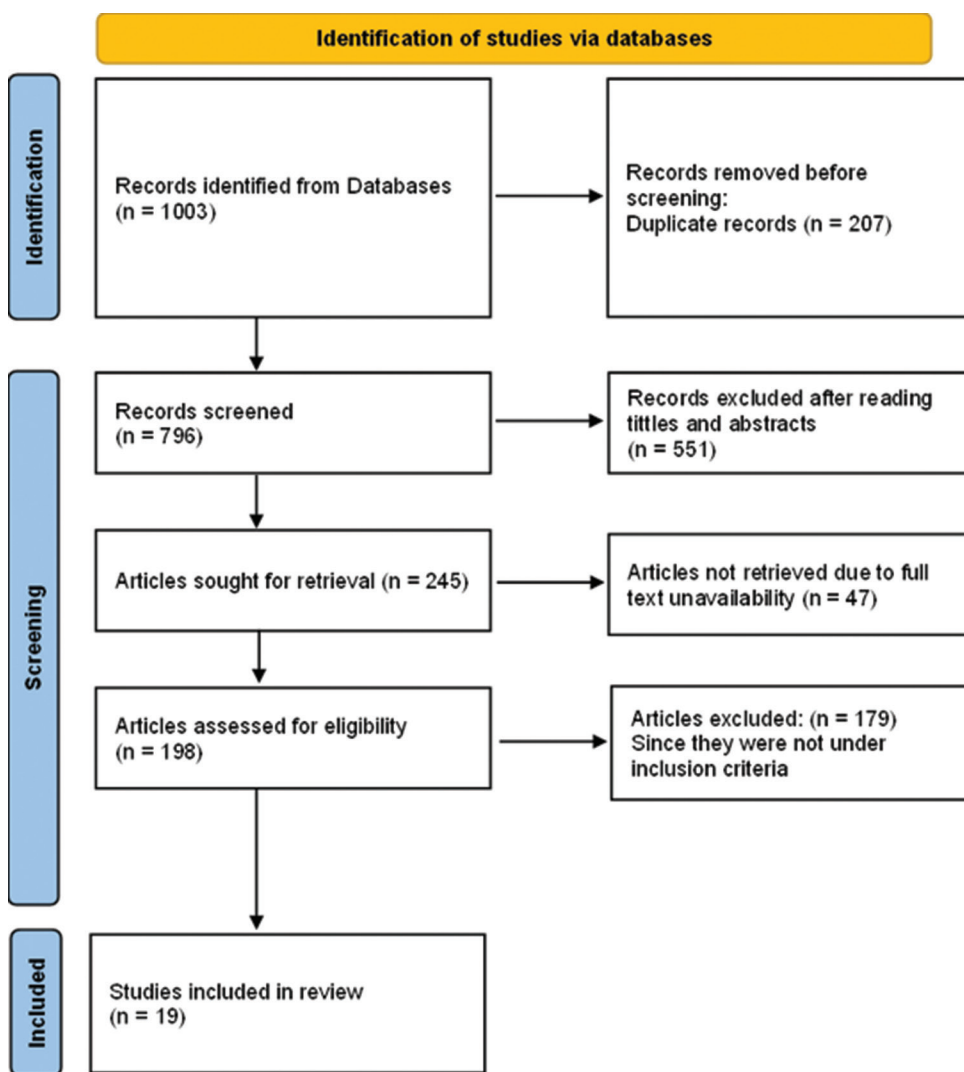 Identification of studies via databases
Identification
Records identified from Databases
(n = 1003)
Records removed before
screening:
Duplicate records (n = 207)
Screening
Records screened
(n = 796)
Records excluded after reading
tittles and abstracts
(n = 551)
Articles sought for retrieval (n = 245)
Articles not retrieved due to full
text unavailability (n = 47)
Articles assessed for eligibility
(n = 198)
Articles excluded: (n = 179)
Since they were not under
inclusion criteria
Included
Studies included in review
(n = 19)